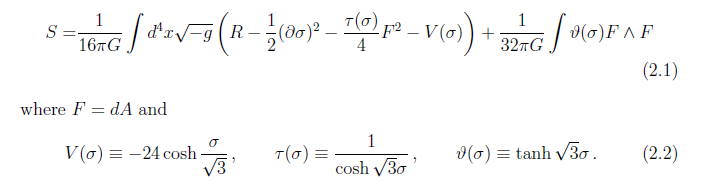 S = \frac{1}{16\pi G} \int d^4x \sqrt{-g} \left( R - \frac{1}{2}(\partial\sigma)^2 - \frac{\tau(\sigma)}{4} F^2 - V(\sigma) \right) + \frac{1}{32\pi G} \int \vartheta(\sigma) F \wedge F
(2.1)
where F = dA and
V(\sigma) \equiv -24 \cosh \frac{\sigma}{\sqrt{3}} , \tau(\sigma) \equiv \frac{1}{\cosh \sqrt{3}\sigma} , \vartheta(\sigma) \equiv \tanh \sqrt{3}\sigma . (2.2)